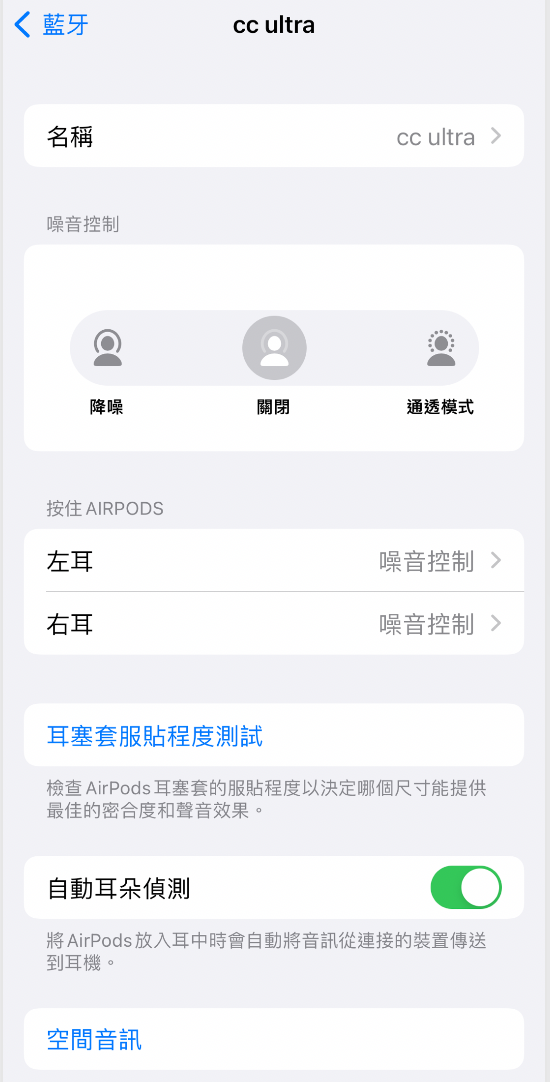 藍牙
cc ultra
名稱
cc ultra
噪音控制
降噪
關閉
通透模式
按住 AIRPODS
左耳
噪音控制
右耳
噪音控制
耳塞套服貼程度測試
檢查 AirPods 耳塞套的服貼程度以決定哪個尺寸能提供
最佳的密合度和聲音效果。
自動耳朵偵測
將 AirPods 放入耳中時會自動將音訊從連接的裝置傳送
到耳機。
空間音訊